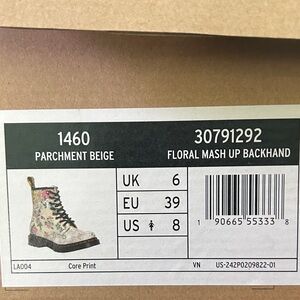 1460
PARCHMENT BEIGE
30791292
FLORAL MASH UP BACKHAND
UK 6
EU 39
US 8
1 90665 55333 8
LA004
Core Print
VN
US-242P0209822-01